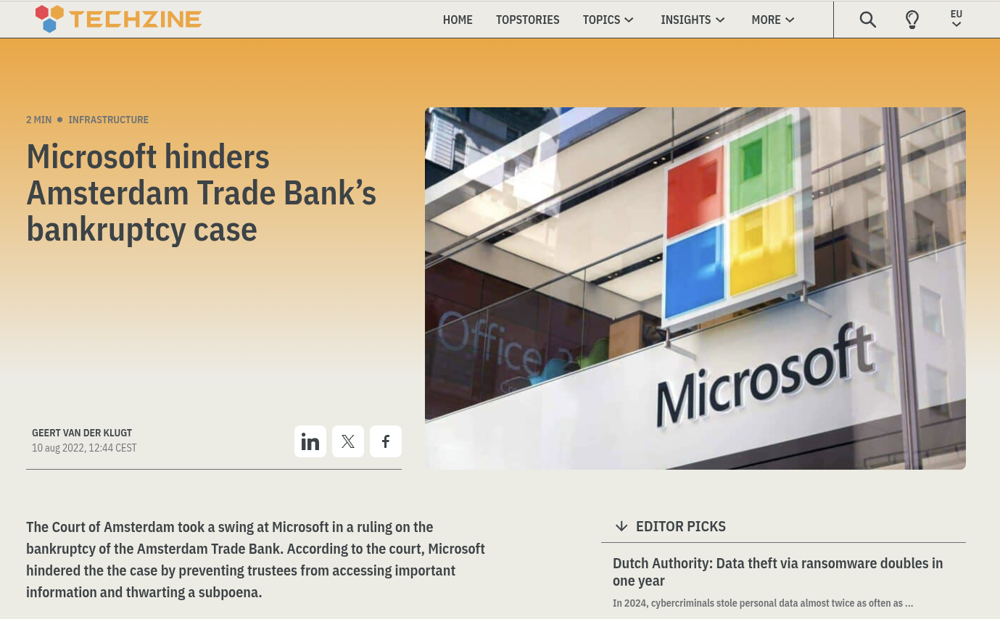 TECHZINE
HOME TOPSTORIES TOPICS INSIGHTS MORE EU
2 MIN INFRASTRUCTURE
Microsoft hinders
Amsterdam Trade Bank’s
bankruptcy case
Office
Microsoft
GEERT VAN DER KLUGT
10 aug 2022, 12:44 CEST
The Court of Amsterdam took a swing at Microsoft in a ruling on the
bankruptcy of the Amsterdam Trade Bank. According to the court, Microsoft
hindered the the case by preventing trustees from accessing important
information and thwarting a subpoena.
EDITOR PICKS
Dutch Authority: Data theft via ransomware doubles in
one year
In 2024, cybercriminals stole personal data almost twice as often as ...